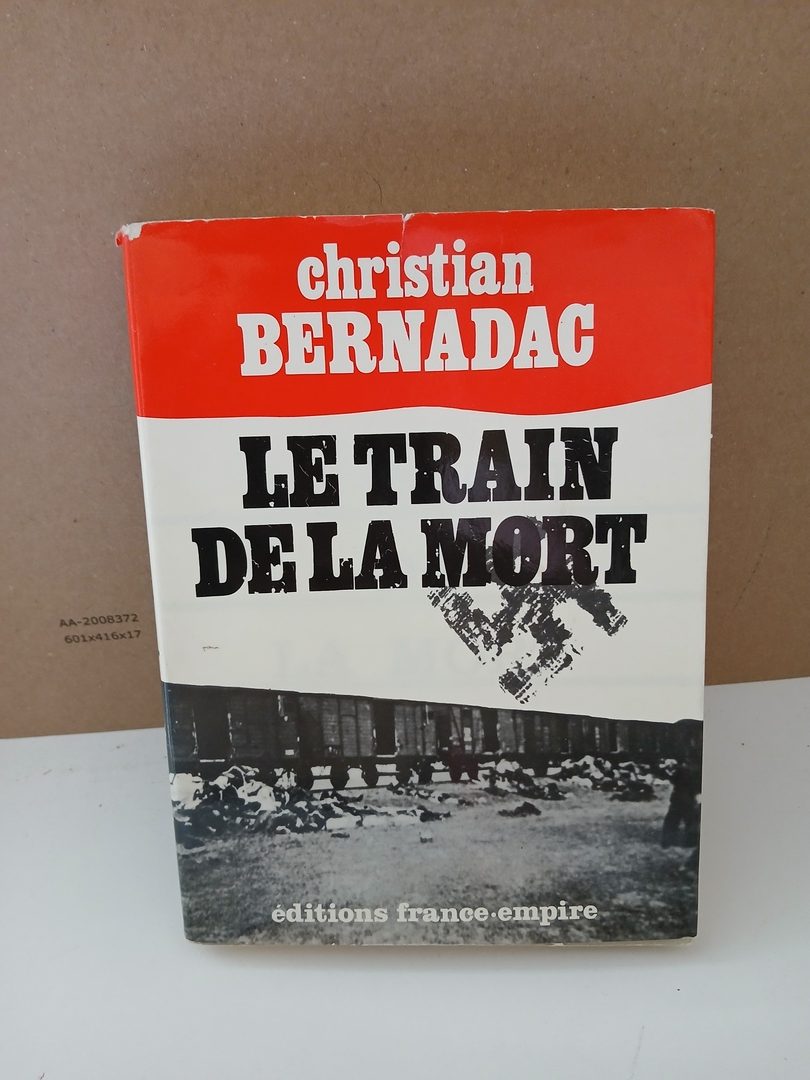 christian
BERNADAC
LE TRAIN
DE LA MORT
AA-2008372
601x416x17
éditions france•empire